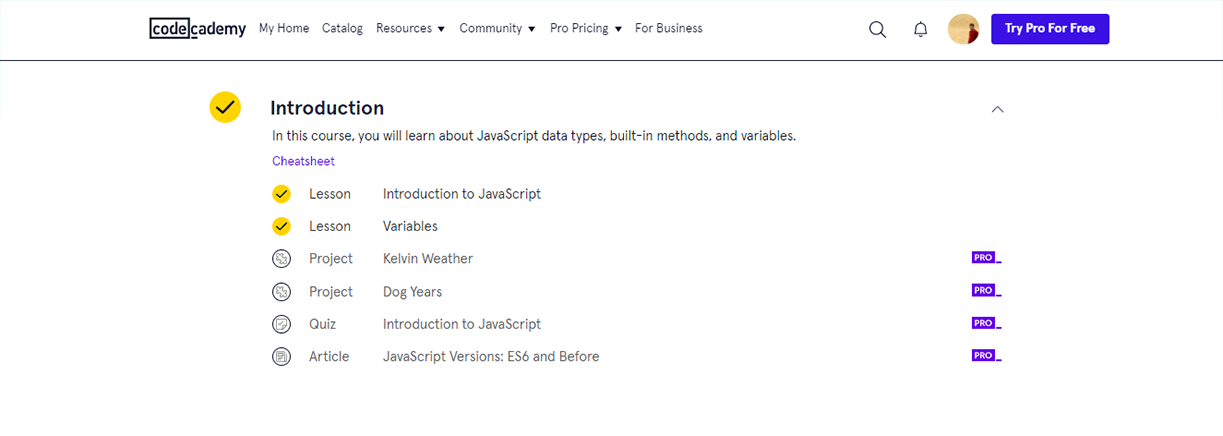 codecademy My Home Catalog Resources Community Pro Pricing For Business Try Pro For Free
Introduction
In this course, you will learn about JavaScript data types, built-in methods, and variables.
Cheatsheet
Lesson Introduction to JavaScript
Lesson Variables
Project Kelvin Weather PRO
Project Dog Years PRO
Quiz Introduction to JavaScript PRO
Article JavaScript Versions: ES6 and Before PRO